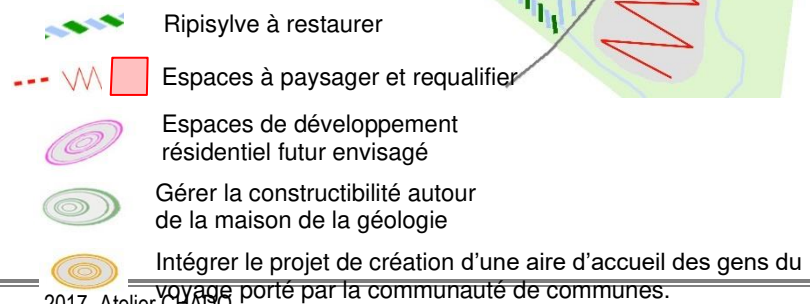 Ripisylve à restaurer
Espaces à paysager et requalifier
Espaces de développement
résidentiel futur envisagé
Gérer la constructibilité autour
de la maison de la géologie
Intégrer le projet de création d'une aire d'accueil des gens du
voyage porté par la communauté de communes.
2017 Atelier